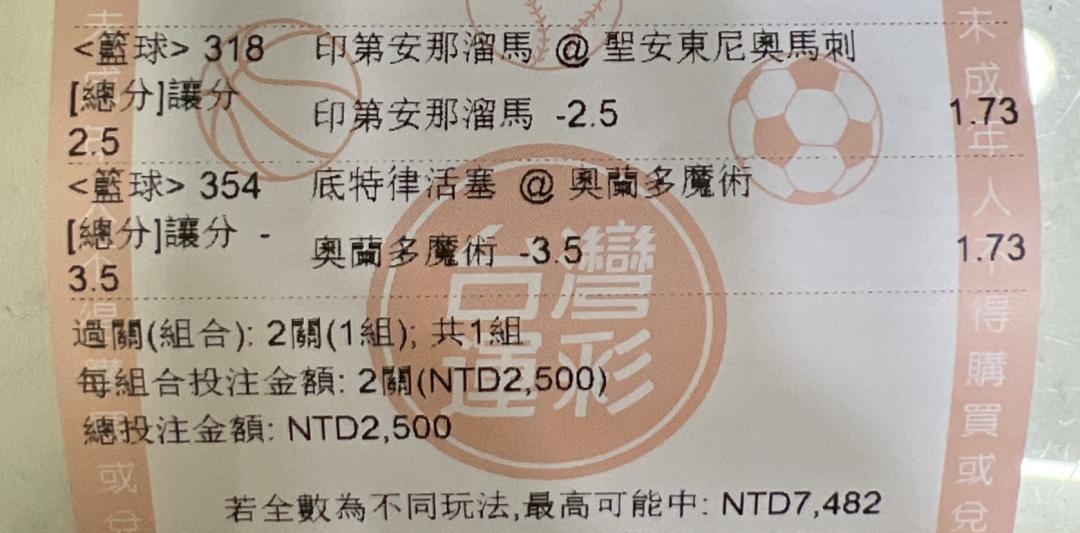 <籃球> 318 印第安那溜馬 @ 聖安東尼奧馬刺
[總分]讓分 2.5 印第安那溜馬 -2.5 1.73
<籃球> 354 底特律活塞 @ 奧蘭多魔術
[總分]讓分 -3.5 奧蘭多魔術 -3.5 1.73
過關(組合): 2關(1組); 共1組
每組合投注金額: 2關(NTD2,500)
總投注金額: NTD2,500
若全數為不同玩法,最高可能中: NTD7,482
台灣
運彩
未成年人不得購買或兌